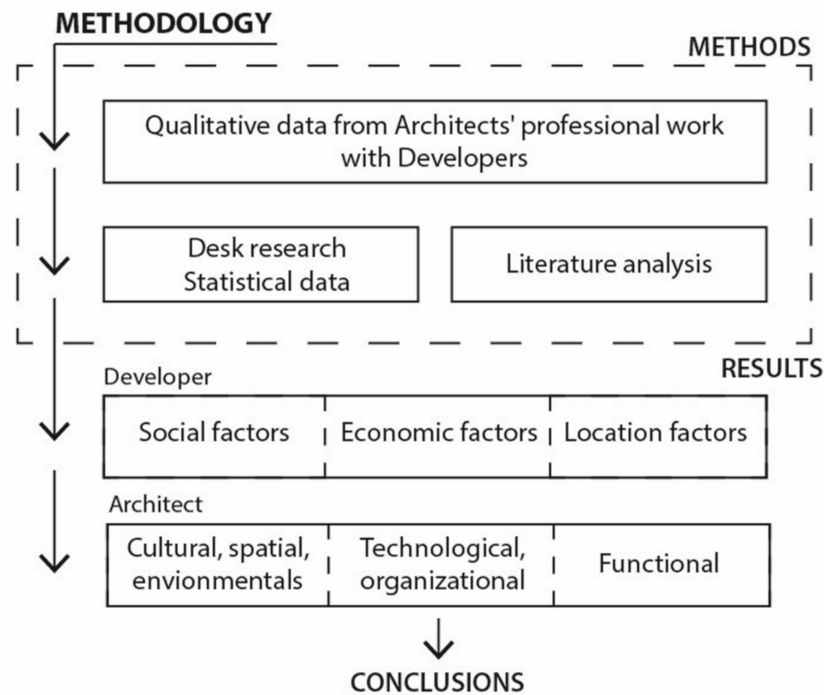 METHODOLOGY
METHODS
Qualitative data from Architects' professional work
with Developers
Desk research
Statistical data
Literature analysis
RESULTS
Developer
Social factors
Economic factors
Location factors
Architect
Cultural, spatial,
envionmentals
Technological,
organizational
Functional
CONCLUSIONS